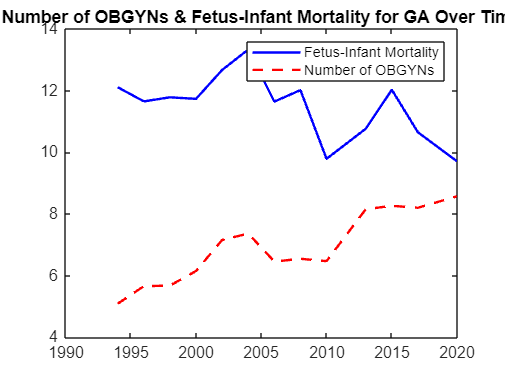 Number of OBGYNs & Fetus-Infant Mortality for GA Over Tim
14
Fetus-Infant Mortality
Number of OBGYNs
12
10
8
6
4
1990 1995 2000 2005 2010 2015 2020